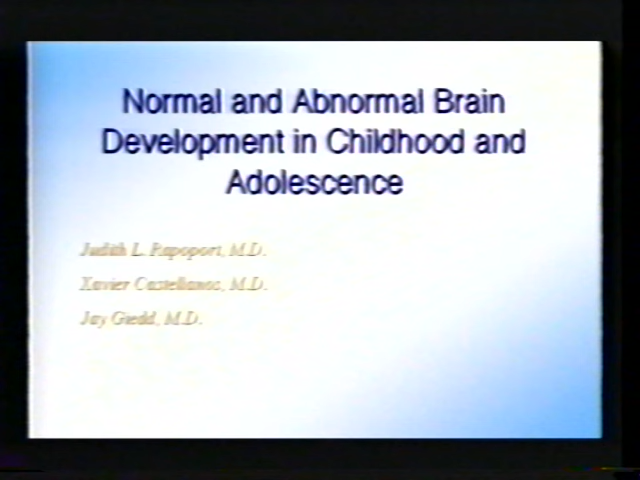 Normal and Abnormal Brain
Development in Childhood and
Adolescence
Judith L. Rapoport, M.D.
Xavier Castellanos, M.D.
Jay Giedd, M.D.